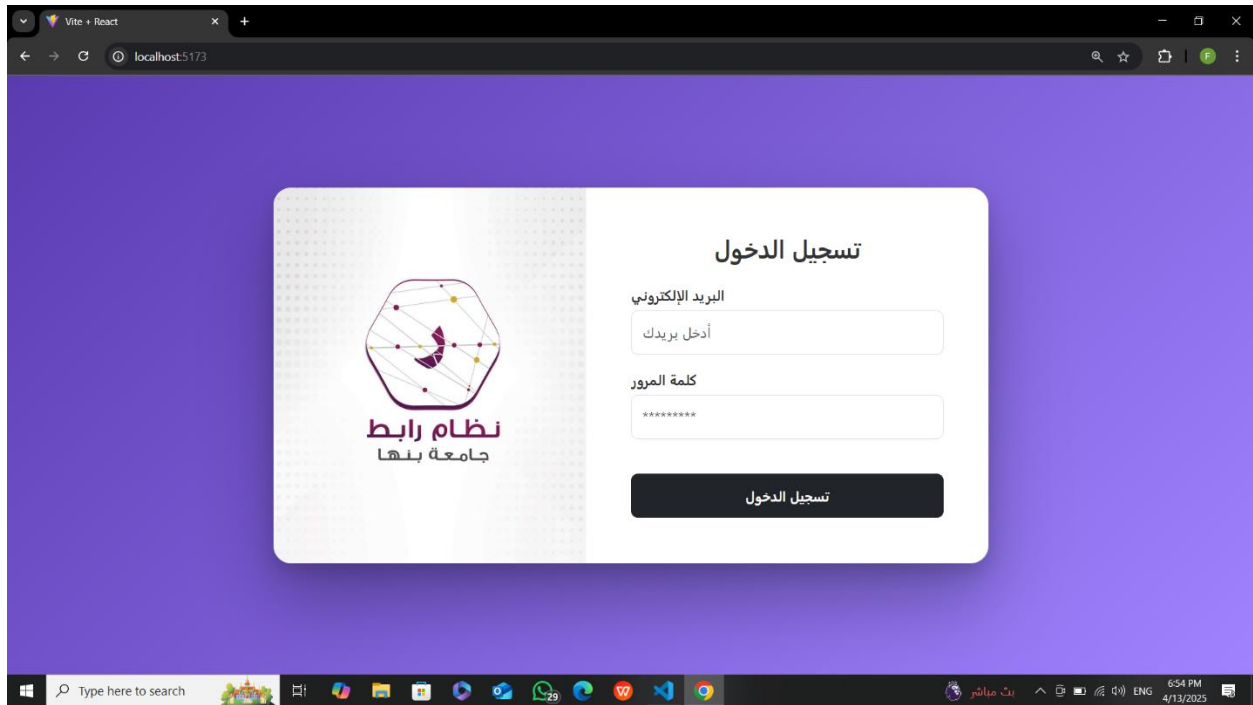 Vite + React
localhost:5173
F
تسجيل الدخول
البريد الإلكتروني
أدخل بريدك
كلمة المرور
*********
تسجيل الدخول
نظام رابط
جامعة بنها
Type here to search
29
بث مباشر
ENG
6:54 PM
4/13/2025